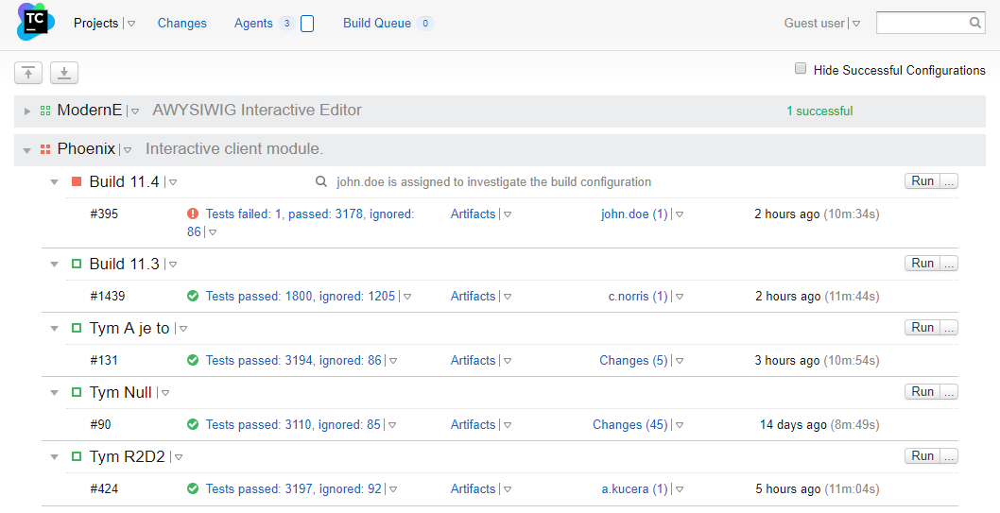 TC Projects Changes Agents 3 Build Queue 0 Guest user
Hide Successful Configurations
ModernE AWYSIWIG Interactive Editor 1 successful
Phoenix Interactive client module.
Build 11.4 john.doe is assigned to investigate the build configuration Run ...
#395 Tests failed: 1, passed: 3178, ignored: Artifacts john.doe (1) 2 hours ago (10m:34s)
86
Build 11.3 Run ...
#1439 Tests passed: 1800, ignored: 1205 Artifacts c.norris (1) 2 hours ago (11m:44s)
Tym A je to Run ...
#131 Tests passed: 3194, ignored: 86 Artifacts Changes (5) 3 hours ago (10m:54s)
Tym Null Run ...
#90 Tests passed: 3110, ignored: 85 Artifacts Changes (45) 14 days ago (8m:49s)
Tym R2D2 Run ...
#424 Tests passed: 3197, ignored: 92 Artifacts a.kucera (1) 5 hours ago (11m:04s)